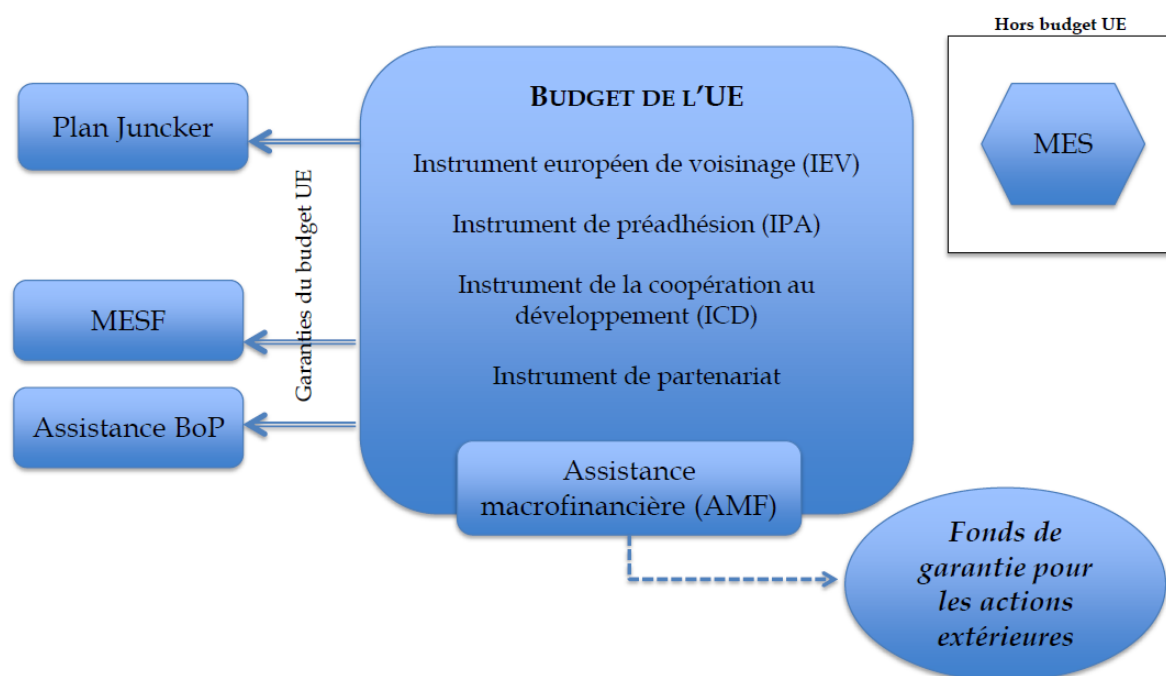 Hors budget UE
BUDGET DE L'UE
Plan Juncker
MES
Instrument européen de voisinage (IEV)
Garanties du budget UE
Instrument de préadhésion (IPA)
Instrument de la coopération au
développement (ICD)
MESF
Instrument de partenariat
Assistance BoP
Assistance
macrofinancière (AMF)
Fonds de
garantie pour
les actions
extérieures